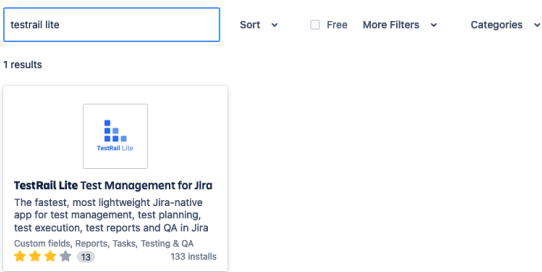 testrail lite
Sort
Free
More Filters
Categories
1 results
TestRail Lite
TestRail Lite Test Management for Jira
The fastest, most lightweight Jira-native
app for test management, test planning,
test execution, test reports and QA in Jira
Custom fields, Reports, Tasks, Testing & QA
13
133 installs